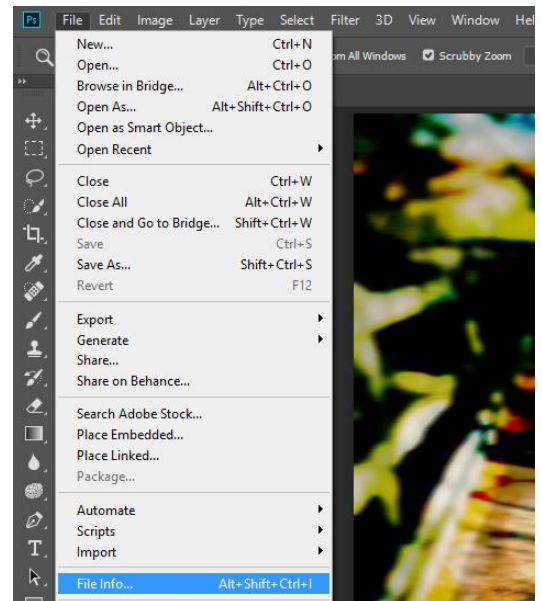 Ps File Edit Image Layer Type Select Filter 3D View Window Hel
All Windows Scrubby Zoom
New... Ctrl+N
Open... Ctrl+O
Browse in Bridge... Alt+Ctrl+O
Open As... Alt+Shift+Ctrl+O
Open as Smart Object...
Open Recent
Close Ctrl+W
Close All Alt+Ctrl+W
Close and Go to Bridge... Shift+Ctrl+W
Save Ctrl+S
Save As... Shift+Ctrl+S
Revert F12
Export
Generate
Share...
Share on Behance...
Search Adobe Stock...
Place Embedded...
Place Linked...
Package...
Automate
Scripts
Import
File Info... Alt+Shift+Ctrl+I